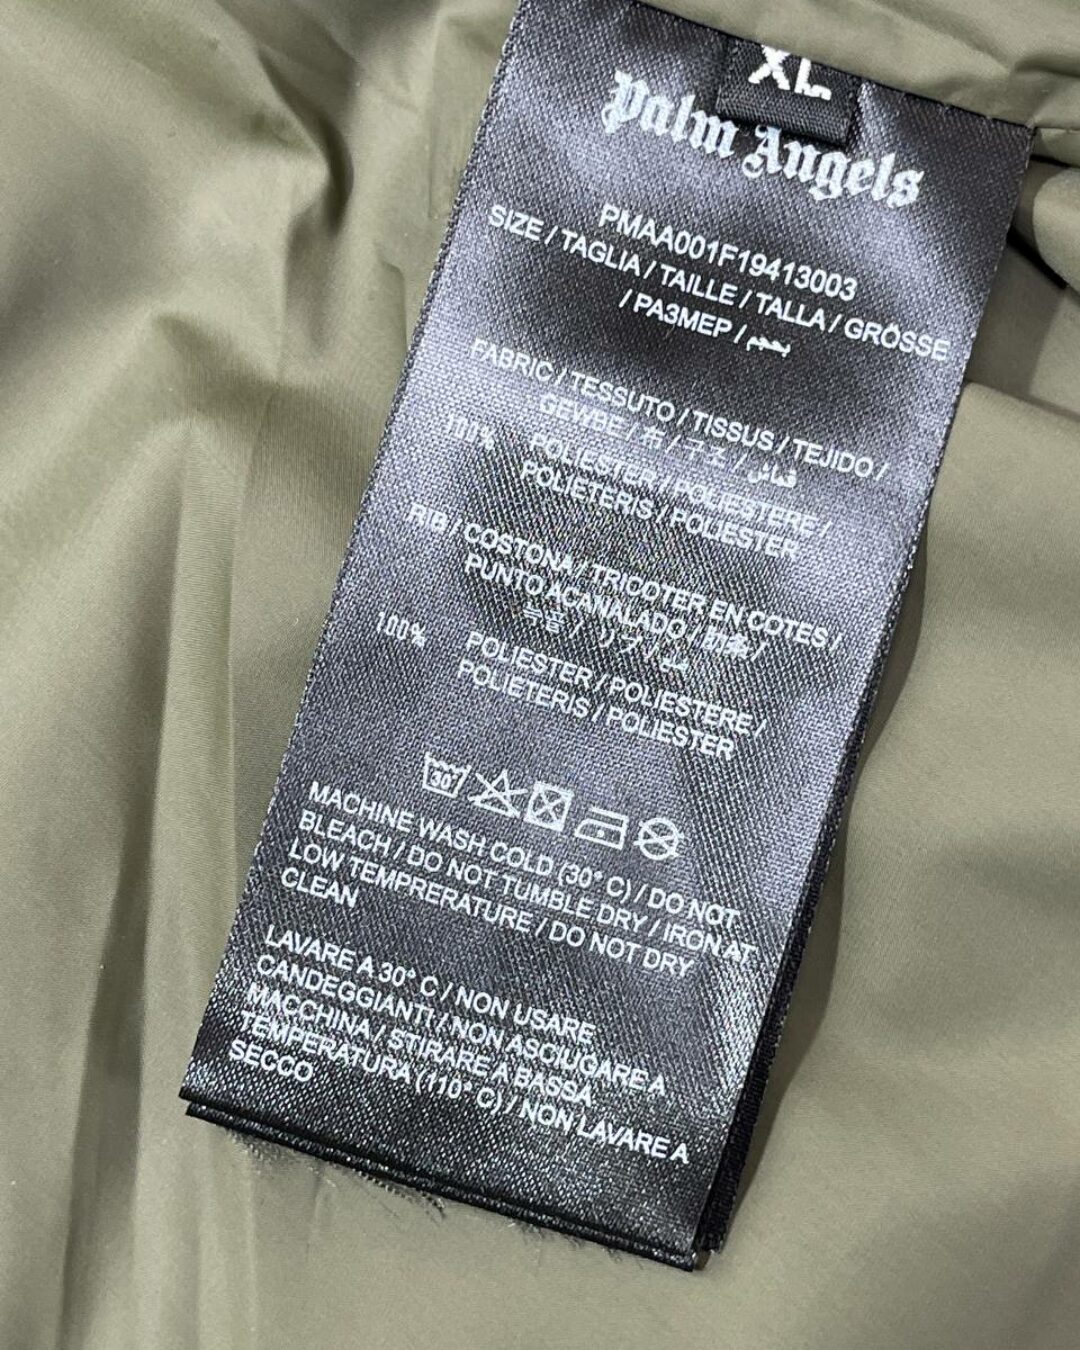 XL
Palm Angels
PMAA001F19413003
SIZE / TAGLIA / TAILLE / TALLA / GRÖSSE
/ РАЗМЕР /
FABRIC / TESSUTO / TISSUS / TEJIDO /
GEWBE / 布 /
100% POLIESTER / POLIESTERE /
POLIETERIS / POLIESTER
RIB / COSTONA / TRICOTER EN COTES /
PUNTO ACANALADO /
100% POLIESTER / POLIESTERE /
POLIETERIS / POLIESTER
30
MACHINE WASH COLD (30° C) / DO NOT
BLEACH / DO NOT TUMBLE DRY / IRON AT
LOW TEMPRERATURE / DO NOT DRY
CLEAN
LAVARE A 30° C / NON USARE
CANDEGGIANTI / NON ASCIUGARE A
MACCHINA / STIRARE A BASSA
TEMPERATURA (110° C) / NON LAVARE A
SECCO